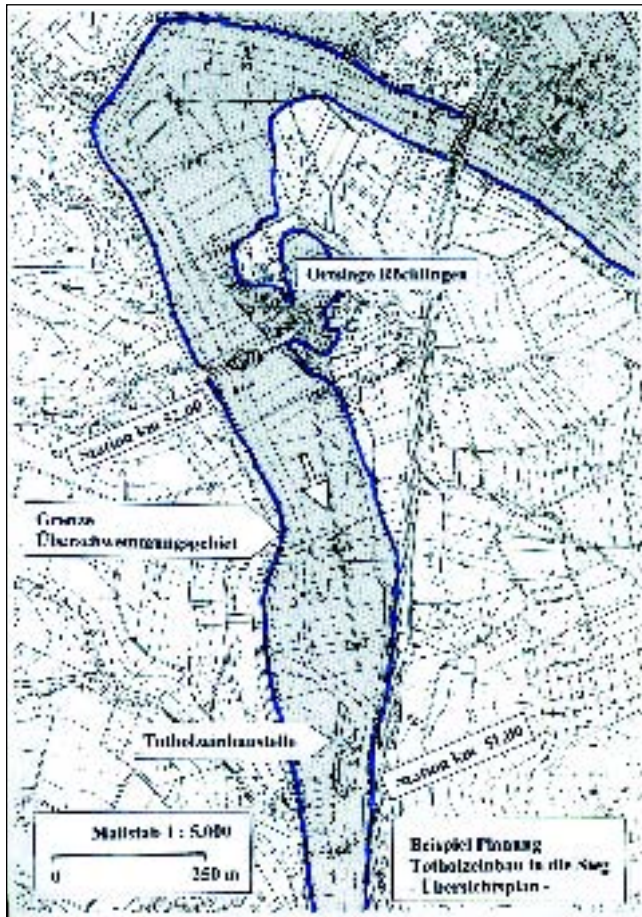 Ortslage Röcklingen
Station km 52,00
Grenze
Überschwemmungsgebiet
Totholzeinbaustelle
Station km 51,00
Maßstab 1 : 5.000
0 250 m
Beispiel Planung
Totholzeinbau in die Sieg
- Übersichtsplan -